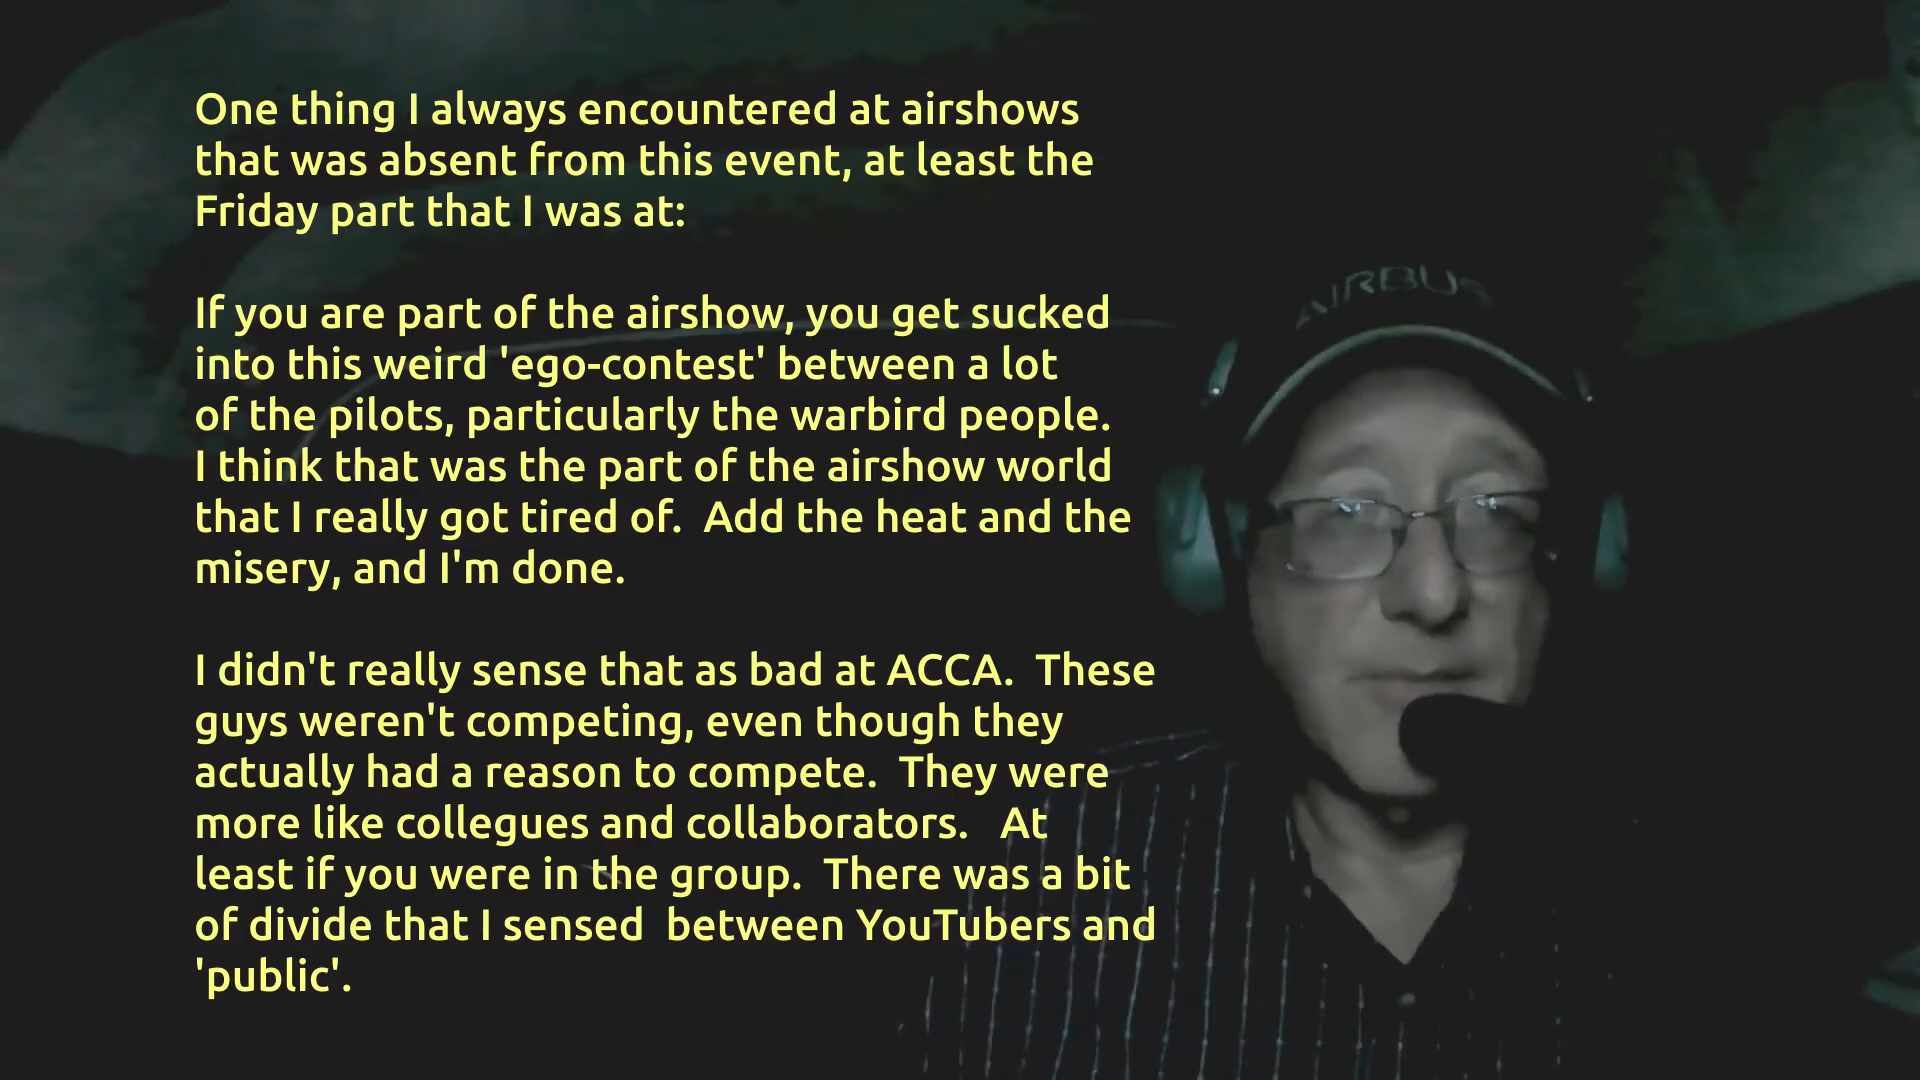 One thing I always encountered at airshows
that was absent from this event, at least the
Friday part that I was at:
If you are part of the airshow, you get sucked
into this weird 'ego-contest' between a lot
of the pilots, particularly the warbird people.
I think that was the part of the airshow world
that I really got tired of.  Add the heat and the
misery, and I'm done.
I didn't really sense that as bad at ACCA.  These
guys weren't competing, even though they
actually had a reason to compete.  They were
more like collegues and collaborators.   At
least if you were in the group.  There was a bit
of divide that I sensed  between YouTubers and
'public'.
AIRBUS